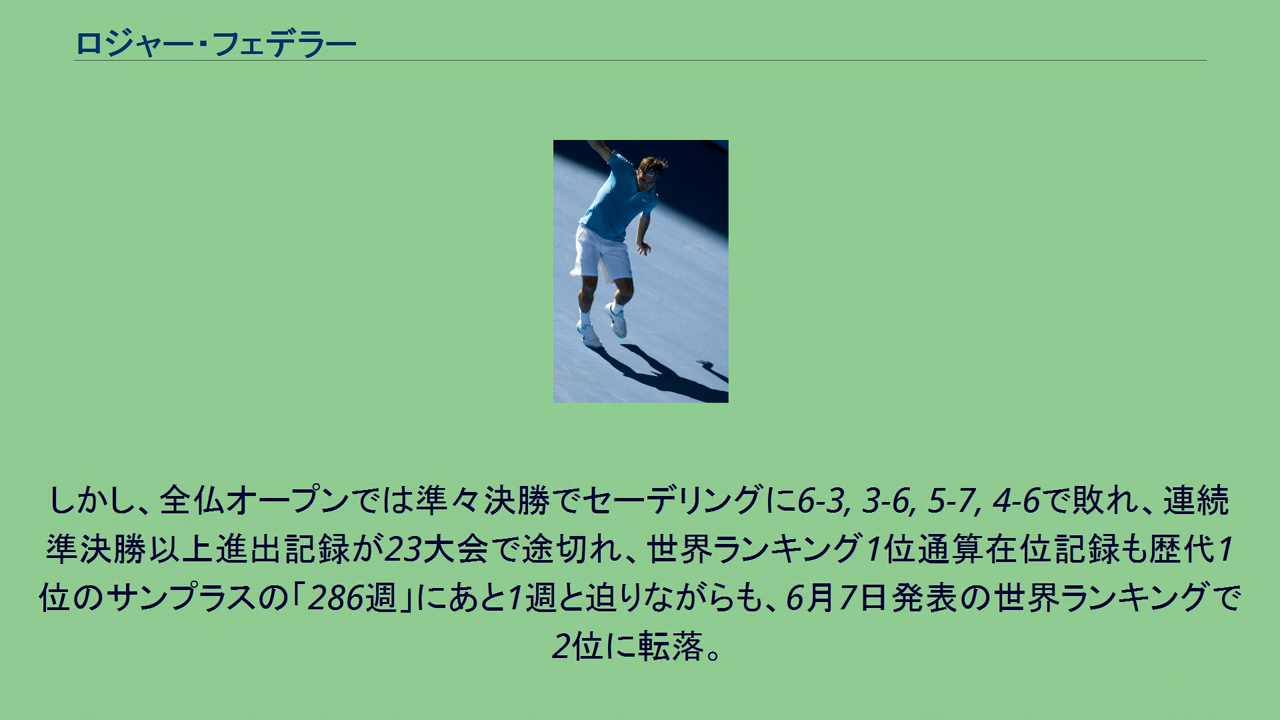 ロジャー・フェデラー
しかし、全仏オープンでは準々決勝でセーデリングに6-3, 3-6, 5-7, 4-6で敗れ、連続
準決勝以上進出記録が23大会で途切れ、世界ランキング1位通算在位記録も歴代1
位のサンプラスの「286週」にあと1週と迫りながらも、6月7日発表の世界ランキングで
2位に転落。